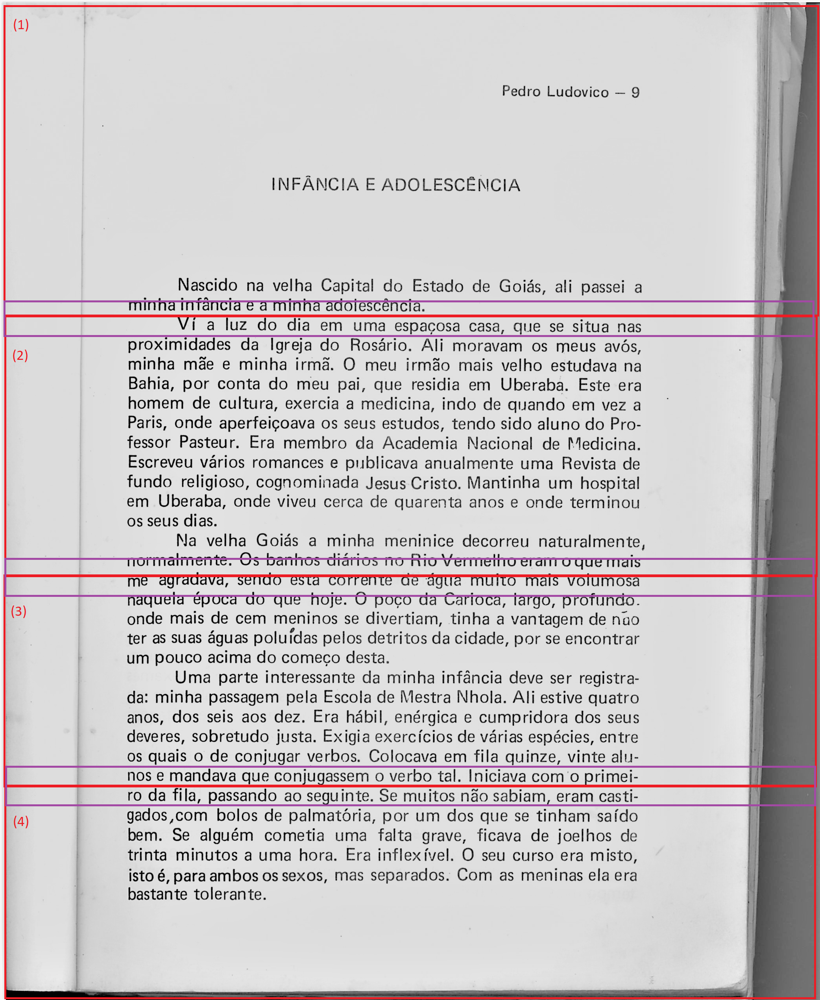 (1)
Pedro Ludovico — 9
INFÂNCIA E ADOLESCÊNCIA
Nascido na velha Capital do Estado de Goiás, ali passei a
minha infância e a minha adolescência.
Ví a luz do dia em uma espaçosa casa, que se situa nas
(2)
proximidades da Igreja do Rosário. Ali moravam os meus avós,
minha mãe e minha irmã. O meu irmão mais velho estudava na
Bahia, por conta do meu pai, que residia em Uberaba. Este era
homem de cultura, exercia a medicina, indo de quando em vez a
Paris, onde aperfeiçoava os seus estudos, tendo sido aluno do Pro-
fessor Pasteur. Era membro da Academia Nacional de Medicina.
Escreveu vários romances e publicava anualmente uma Revista de
fundo religioso, cognominada Jesus Cristo. Mantinha um hospital
em Uberaba, onde viveu cerca de quarenta anos e onde terminou
os seus dias.
Na velha Goiás a minha meninice decorreu naturalmente,
normalmente. Os banhos diários no Rio Vermelho eram o que mais
me agradava, sendo esta corrente de água muito mais volumosa
naquela época do que hoje. O poço da Carioca, largo, profundo.
(3)
onde mais de cem meninos se divertiam, tinha a vantagem de não
ter as suas águas poluídas pelos detritos da cidade, por se encontrar
um pouco acima do começo desta.
Uma parte interessante da minha infância deve ser registra-
da: minha passagem pela Escola de Mestra Nhola. Ali estive quatro
anos, dos seis aos dez. Era hábil, enérgica e cumpridora dos seus
deveres, sobretudo justa. Exigia exercícios de várias espécies, entre
os quais o de conjugar verbos. Colocava em fila quinze, vinte alu-
nos e mandava que conjugassem o verbo tal. Iniciava com o primei-
ro da fila, passando ao seguinte. Se muitos não sabiam, eram casti-
gados, com bolos de palmatória, por um dos que se tinham saído
(4)
bem. Se alguém cometia uma falta grave, ficava de joelhos de
trinta minutos a uma hora. Era inflexível. O seu curso era misto,
isto é, para ambos os sexos, mas separados. Com as meninas ela era
bastante tolerante.